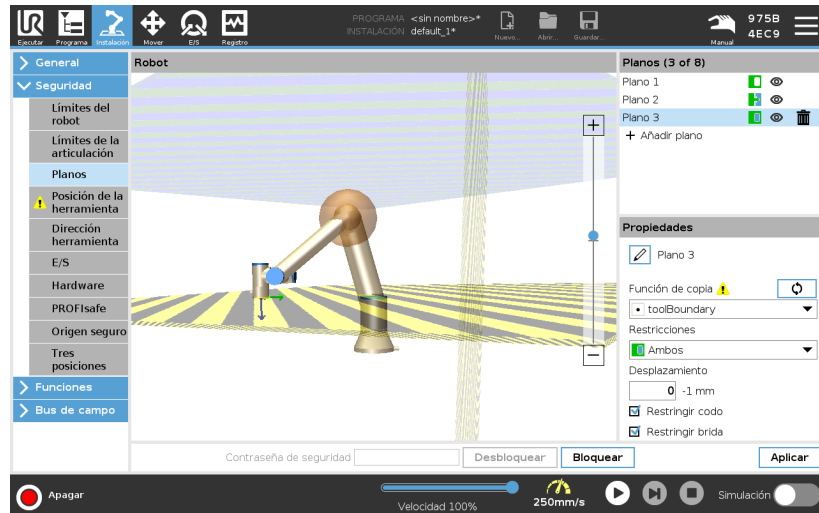 PROGRAMA <sin nombre>*
INSTALACIÓN default_1*
Nuevo... Abrir... Guardar...
Manual
975B
4EC9
Ejecutar Programa Instalación Mover E/S Registro
General
Seguridad
Límites del
robot
Límites de la
articulación
Planos
Posición de la
herramienta
Dirección
herramienta
E/S
Hardware
PROFIsafe
Origen seguro
Tres
posiciones
Funciones
Bus de campo
Robot
Planos (3 of 8)
Plano 1
Plano 2
Plano 3
+ Añadir plano
Propiedades
Plano 3
Función de copia
toolBoundary
Restricciones
Ambos
Desplazamiento
0 -1 mm
Restringir codo
Restringir brida
Contraseña de seguridad Desbloquear Bloquear Aplicar
Apagar
Velocidad 100%
250mm/s
Simulación